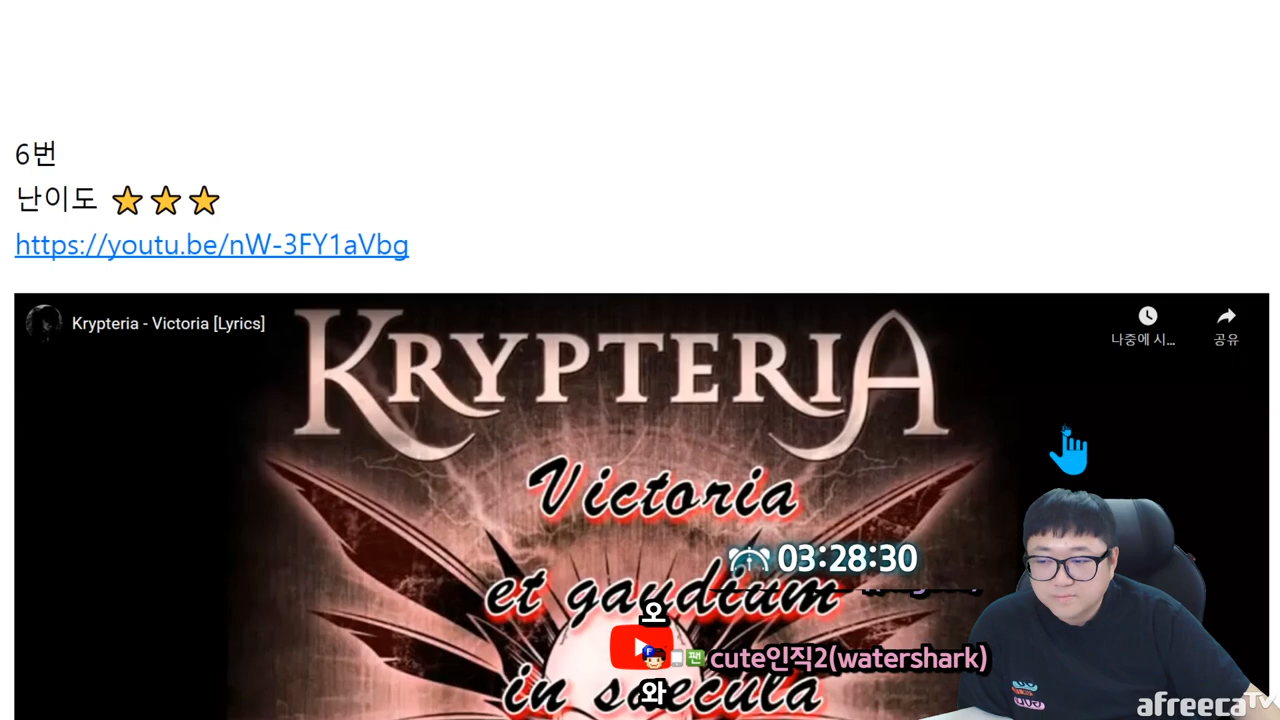 6번
난이도 ⭐⭐⭐
https://youtu.be/nW-3FY1aVbg
Krypteria - Victoria [Lyrics]
나중에 시...
공유
KRYPTERIA
Victoria
03:28:30
et gaudium
오
팬 cute인직2(watershark)
in saecula
와
afreecaTV